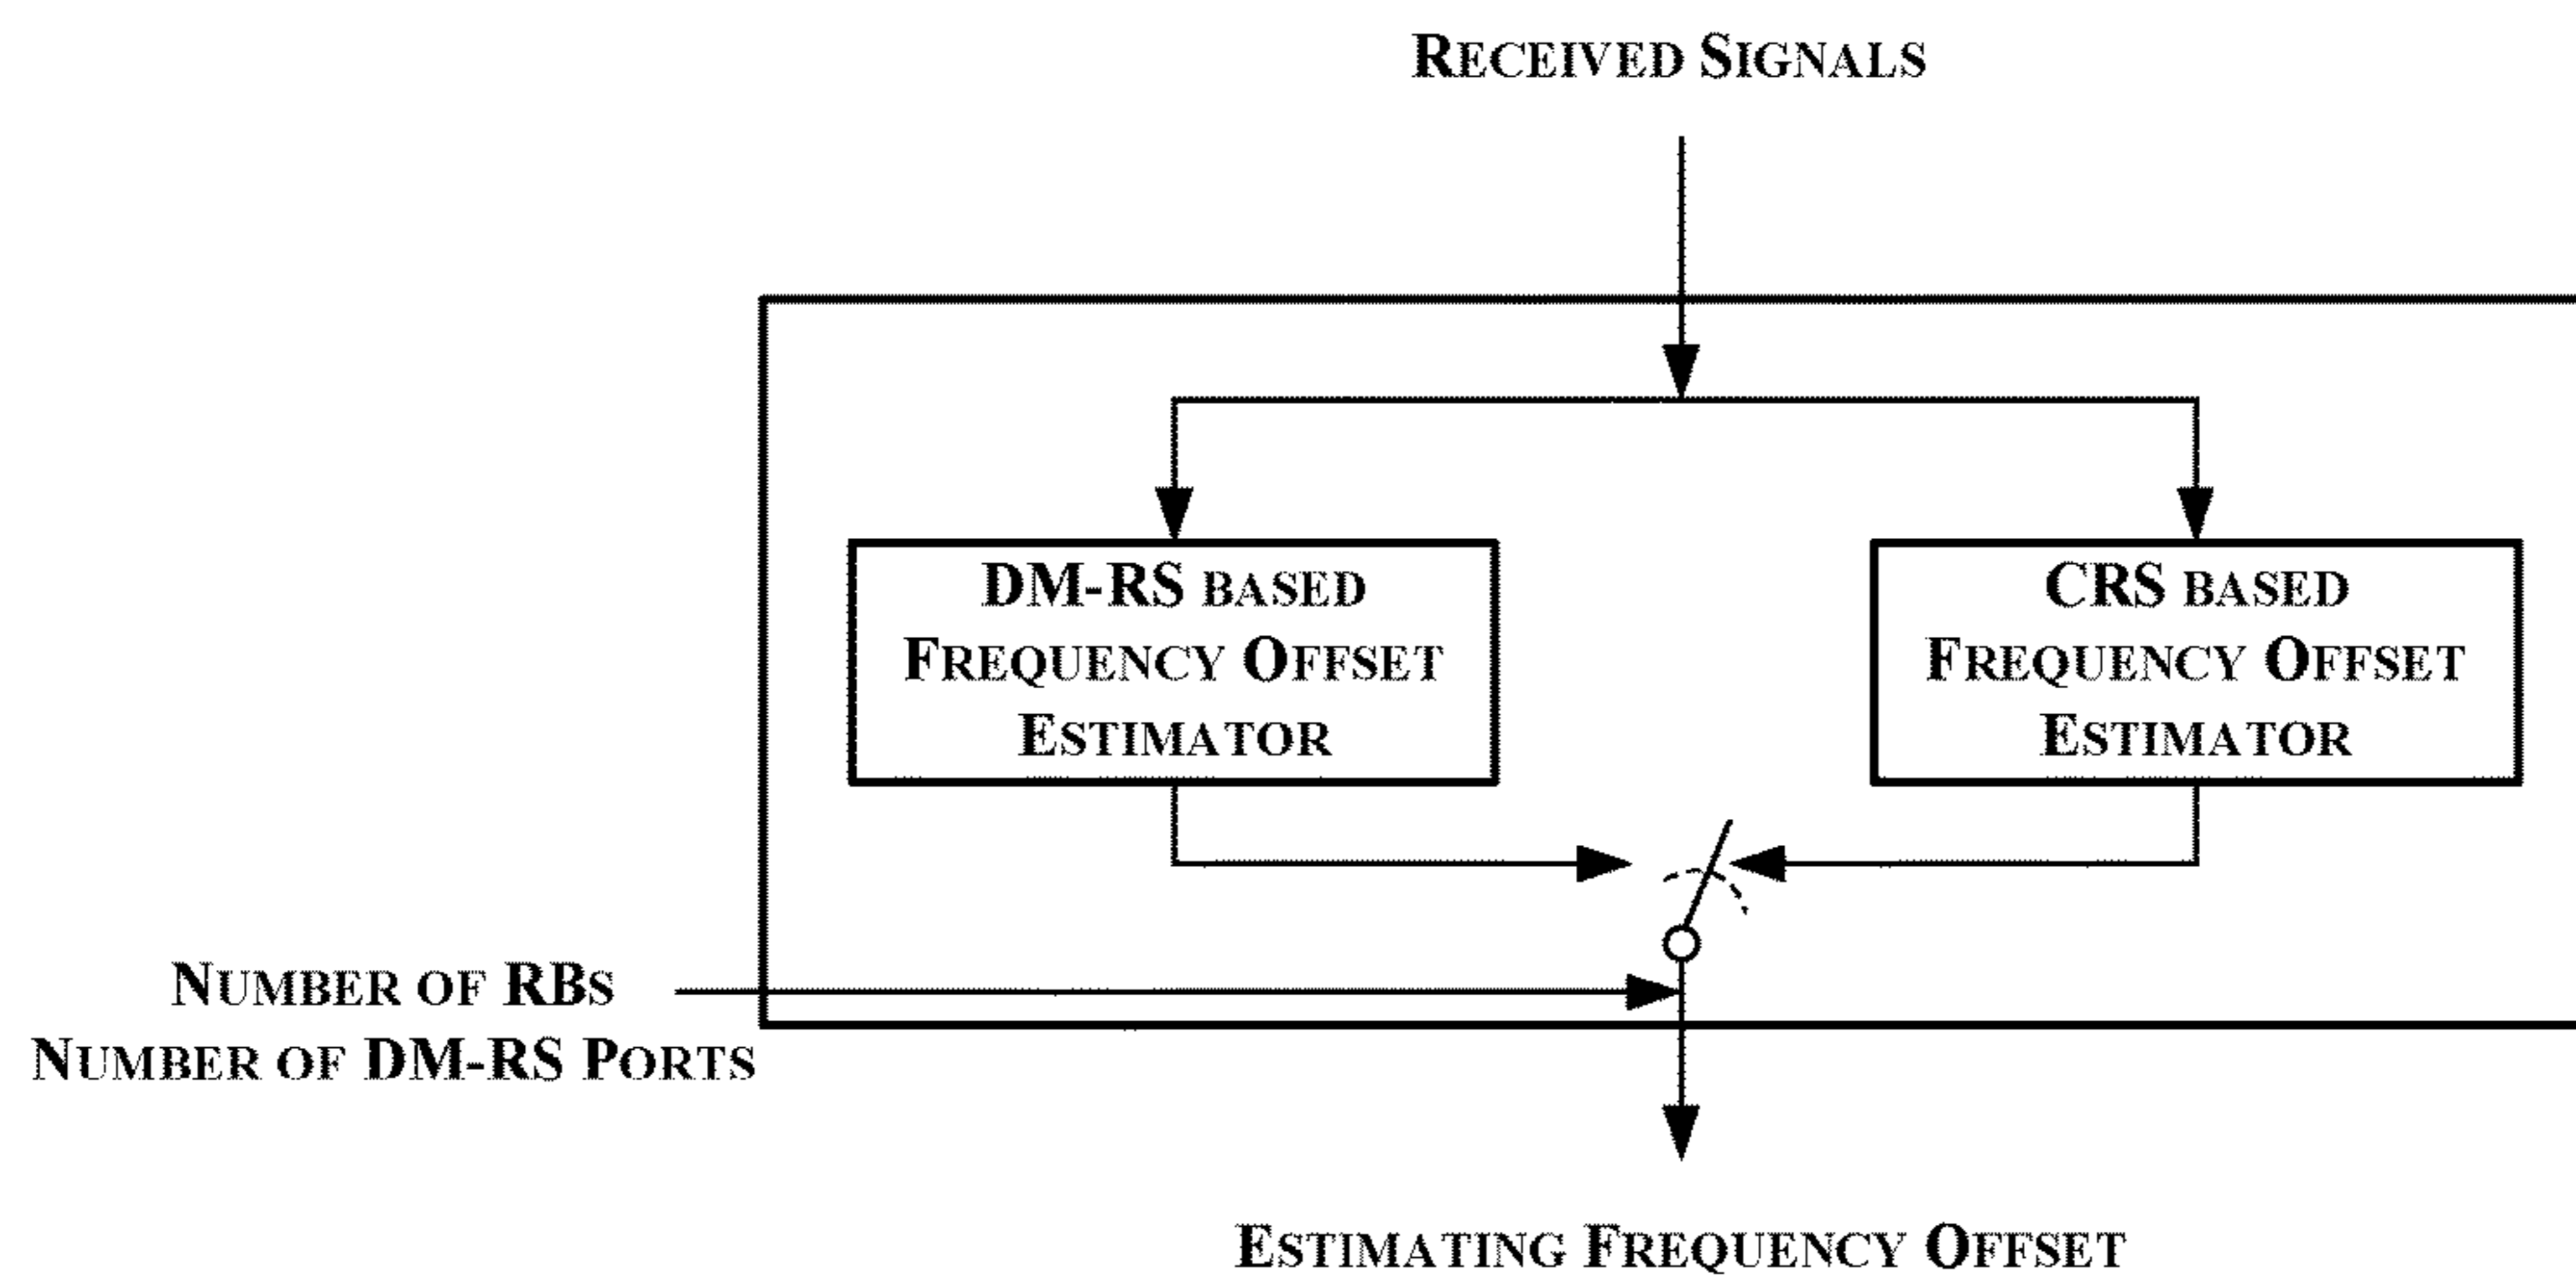 RECEIVED SIGNALS
DM-RS BASED
FREQUENCY OFFSET
ESTIMATOR
CRS BASED
FREQUENCY OFFSET
ESTIMATOR
NUMBER OF RBS
NUMBER OF DM-RS PORTS
ESTIMATING FREQUENCY OFFSET